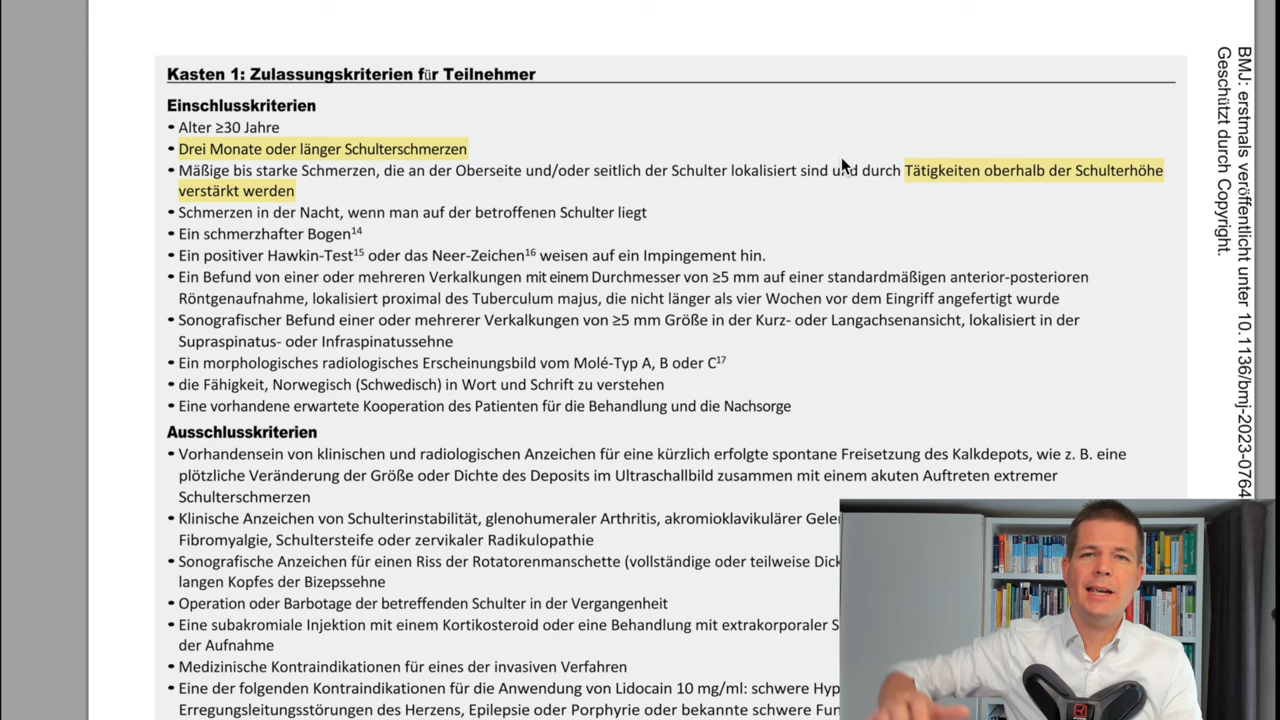 Kasten 1: Zulassungskriterien für Teilnehmer
Einschlusskriterien
• Alter ≥30 Jahre
• Drei Monate oder länger Schulterschmerzen
• Mäßige bis starke Schmerzen, die an der Oberseite und/oder seitlich der Schulter lokalisiert sind und durch Tätigkeiten oberhalb der Schulterhöhe
verstärkt werden
• Schmerzen in der Nacht, wenn man auf der betroffenen Schulter liegt
• Ein schmerzhafter Bogen¹⁴
• Ein positiver Hawkin-Test¹⁵ oder das Neer-Zeichen¹⁶ weisen auf ein Impingement hin.
• Ein Befund von einer oder mehreren Verkalkungen mit einem Durchmesser von ≥5 mm auf einer standardmäßigen anterior-posterioren
Röntgenaufnahme, lokalisiert proximal des Tuberculum majus, die nicht länger als vier Wochen vor dem Eingriff angefertigt wurde
• Sonografischer Befund einer oder mehrerer Verkalkungen von ≥5 mm Größe in der Kurz- oder Langachsenansicht, lokalisiert in der
Supraspinatus- oder Infraspinatussehne
• Ein morphologisches radiologisches Erscheinungsbild vom Molé-Typ A, B oder C¹⁷
• die Fähigkeit, Norwegisch (Schwedisch) in Wort und Schrift zu verstehen
• Eine vorhandene erwartete Kooperation des Patienten für die Behandlung und die Nachsorge
Ausschlusskriterien
• Vorhandensein von klinischen und radiologischen Anzeichen für eine kürzlich erfolgte spontane Freisetzung des Kalkdepots, wie z. B. eine
plötzliche Veränderung der Größe oder Dichte des Deposits im Ultraschallbild zusammen mit einem akuten Auftreten extremer
Schulterschmerzen
• Klinische Anzeichen von Schulterinstabilität, glenohumeraler Arthritis, akromioklavikulärer
Fibromyalgie, Schultersteife oder zervikaler Radikulopathie
• Sonografische Anzeichen für einen Riss der Rotatorenmanschette (vollständige oder teilweise
langen Kopfes der Bizepssehne
• Operation oder Barbotage der betreffenden Schulter in der Vergangenheit
• Eine subakromiale Injektion mit einem Kortikosteroid oder eine Behandlung mit extrakorporaler
der Aufnahme
• Medizinische Kontraindikationen für eines der invasiven Verfahren
• Eine der folgenden Kontraindikationen für die Anwendung von Lidocain 10 mg/ml: schwere
Erregungsleitungsstörungen des Herzens, Epilepsie oder Porphyrie oder bekannte schwere
BMJ: erstmals veröffentlicht unter 10.1136/bmj-2023-0764
Geschützt durch Copyright.